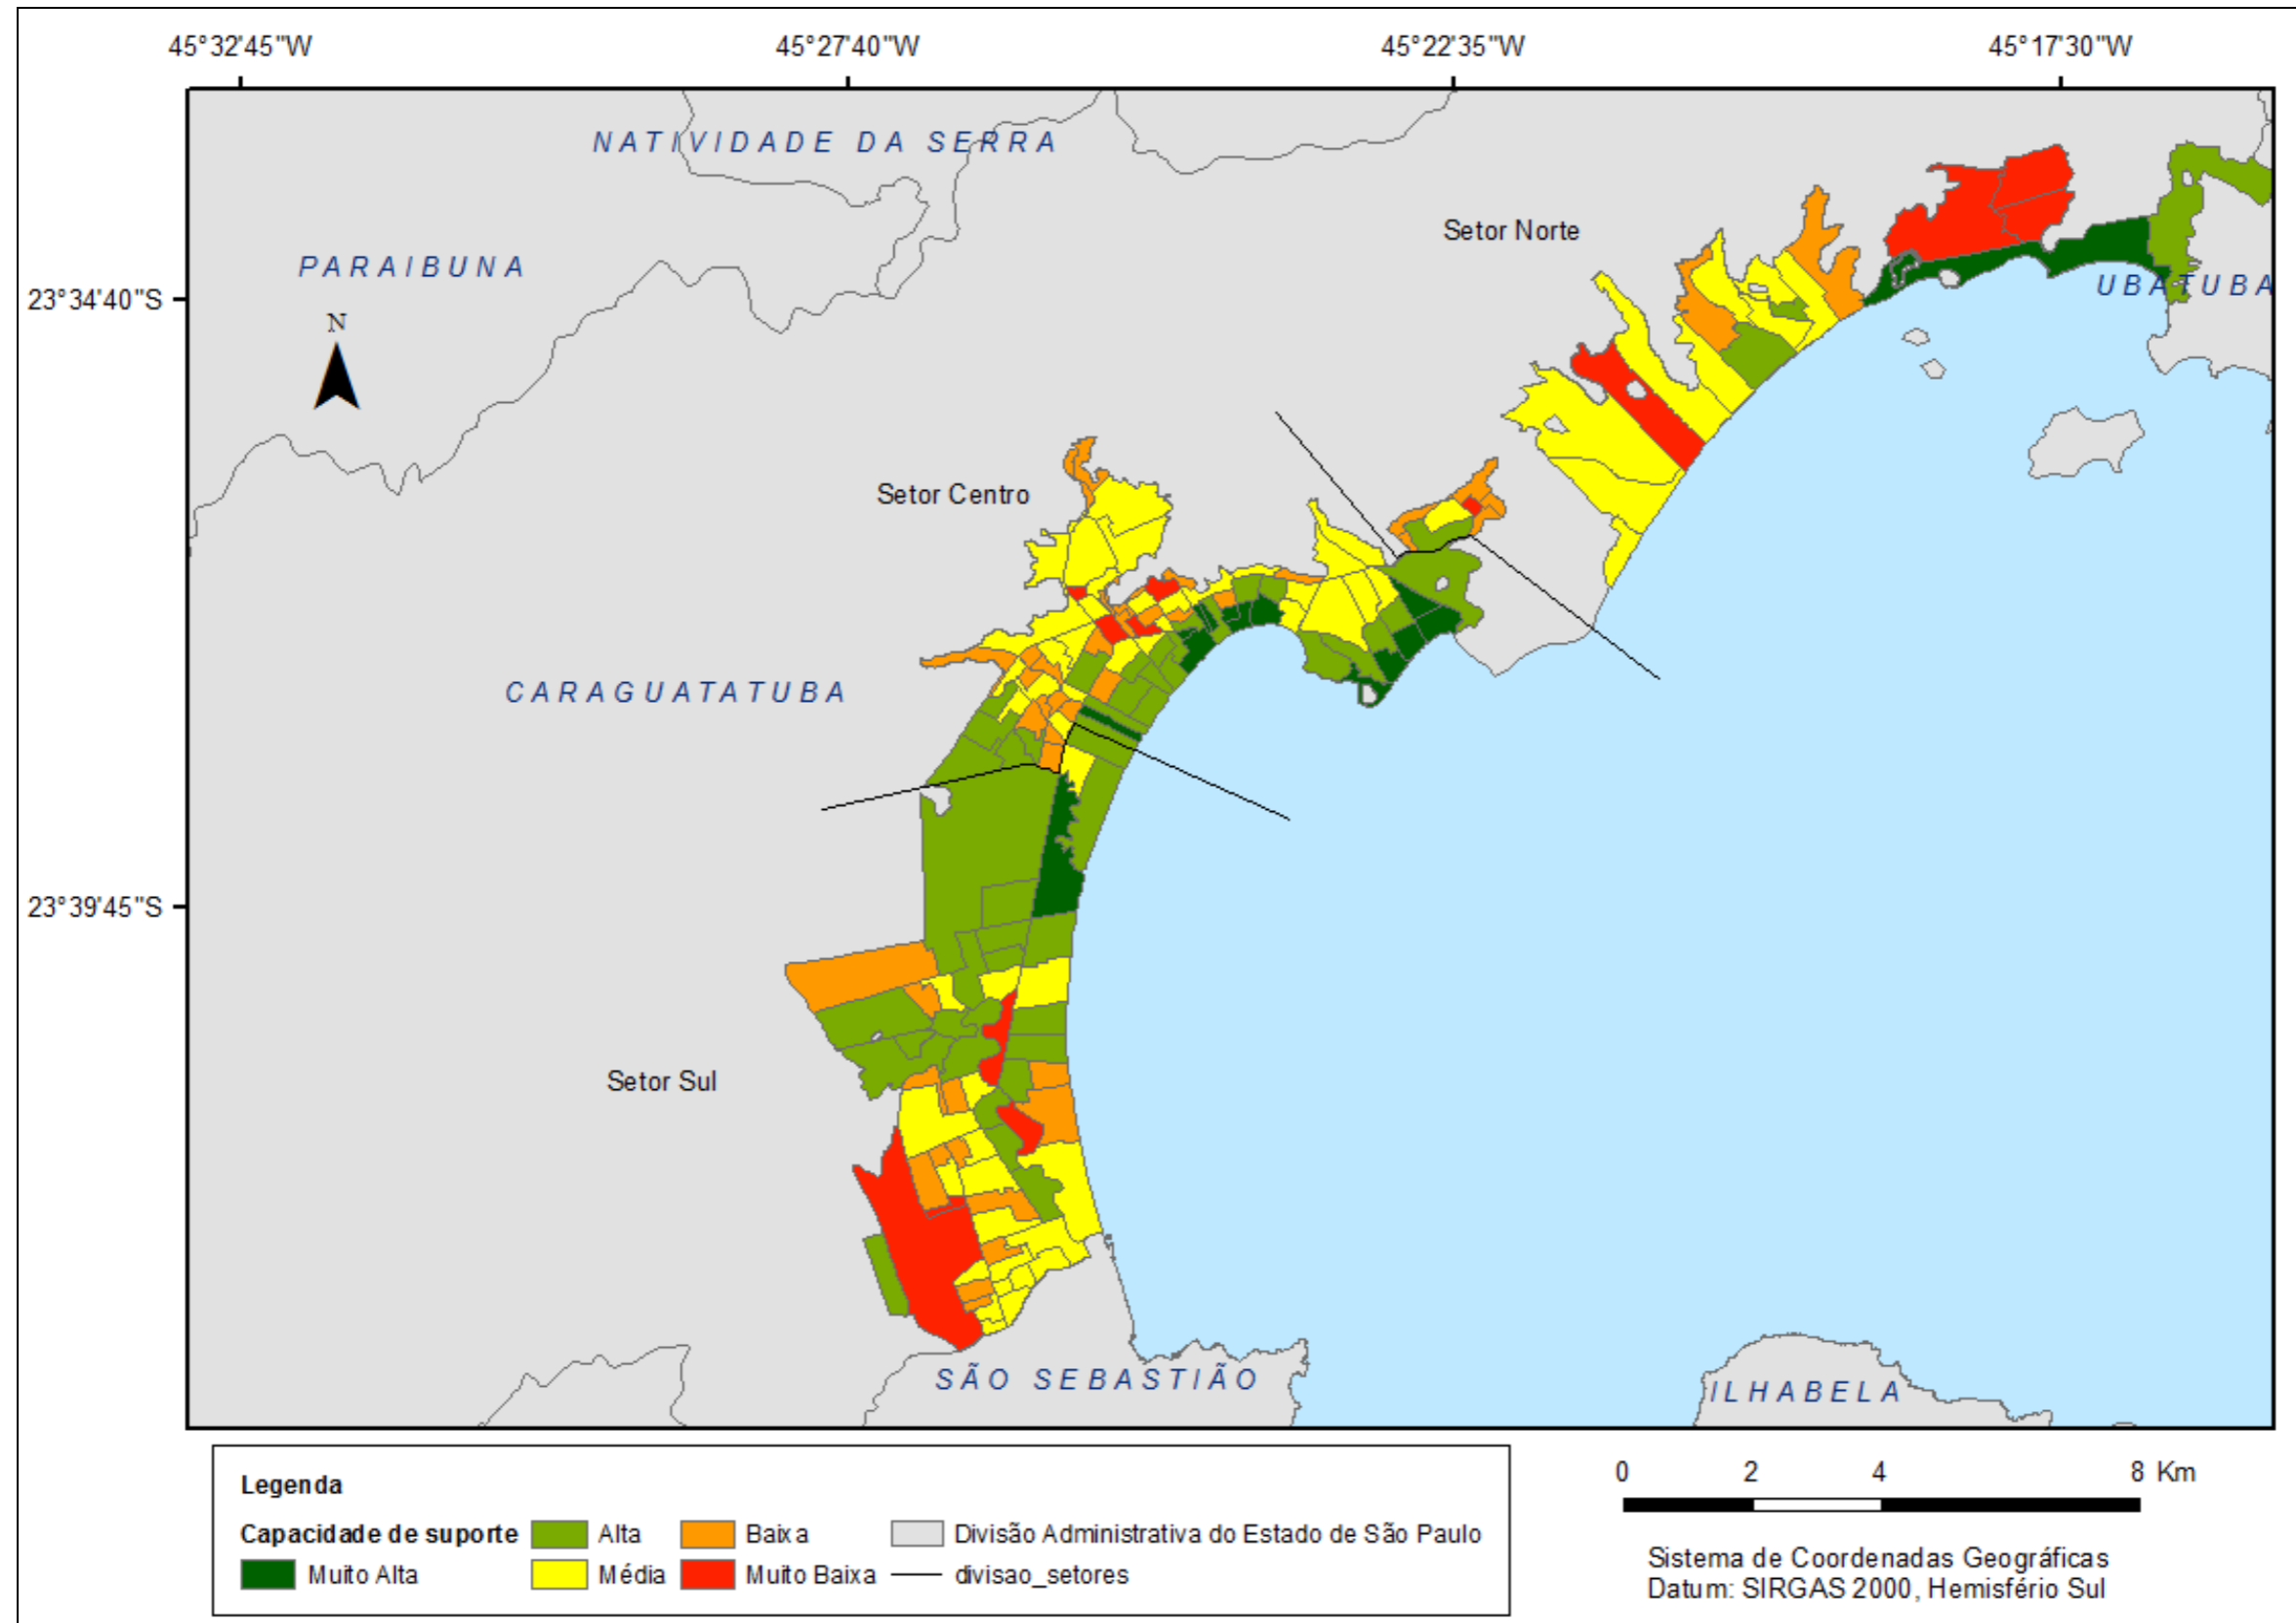 45°32'45"W 45°27'40"W 45°22'35"W 45°17'30"W
NATIVIDADE DA SERRA
Setor Norte
PARAIBUNA
UBATUBA
23°34'40"S
N
Setor Centro
CARAGUATATUBA
23°39'45"S
Setor Sul
SÃO SEBASTIÃO
ILHABELA
Legenda
Capacidade de suporte Alta Baixa Divisão Administrativa do Estado de São Paulo
Muito Alta Média Muito Baixa divisao_setores
0 2 4 8 Km
Sistema de Coordenadas Geográficas
Datum: SIRGAS 2000, Hemisfério Sul